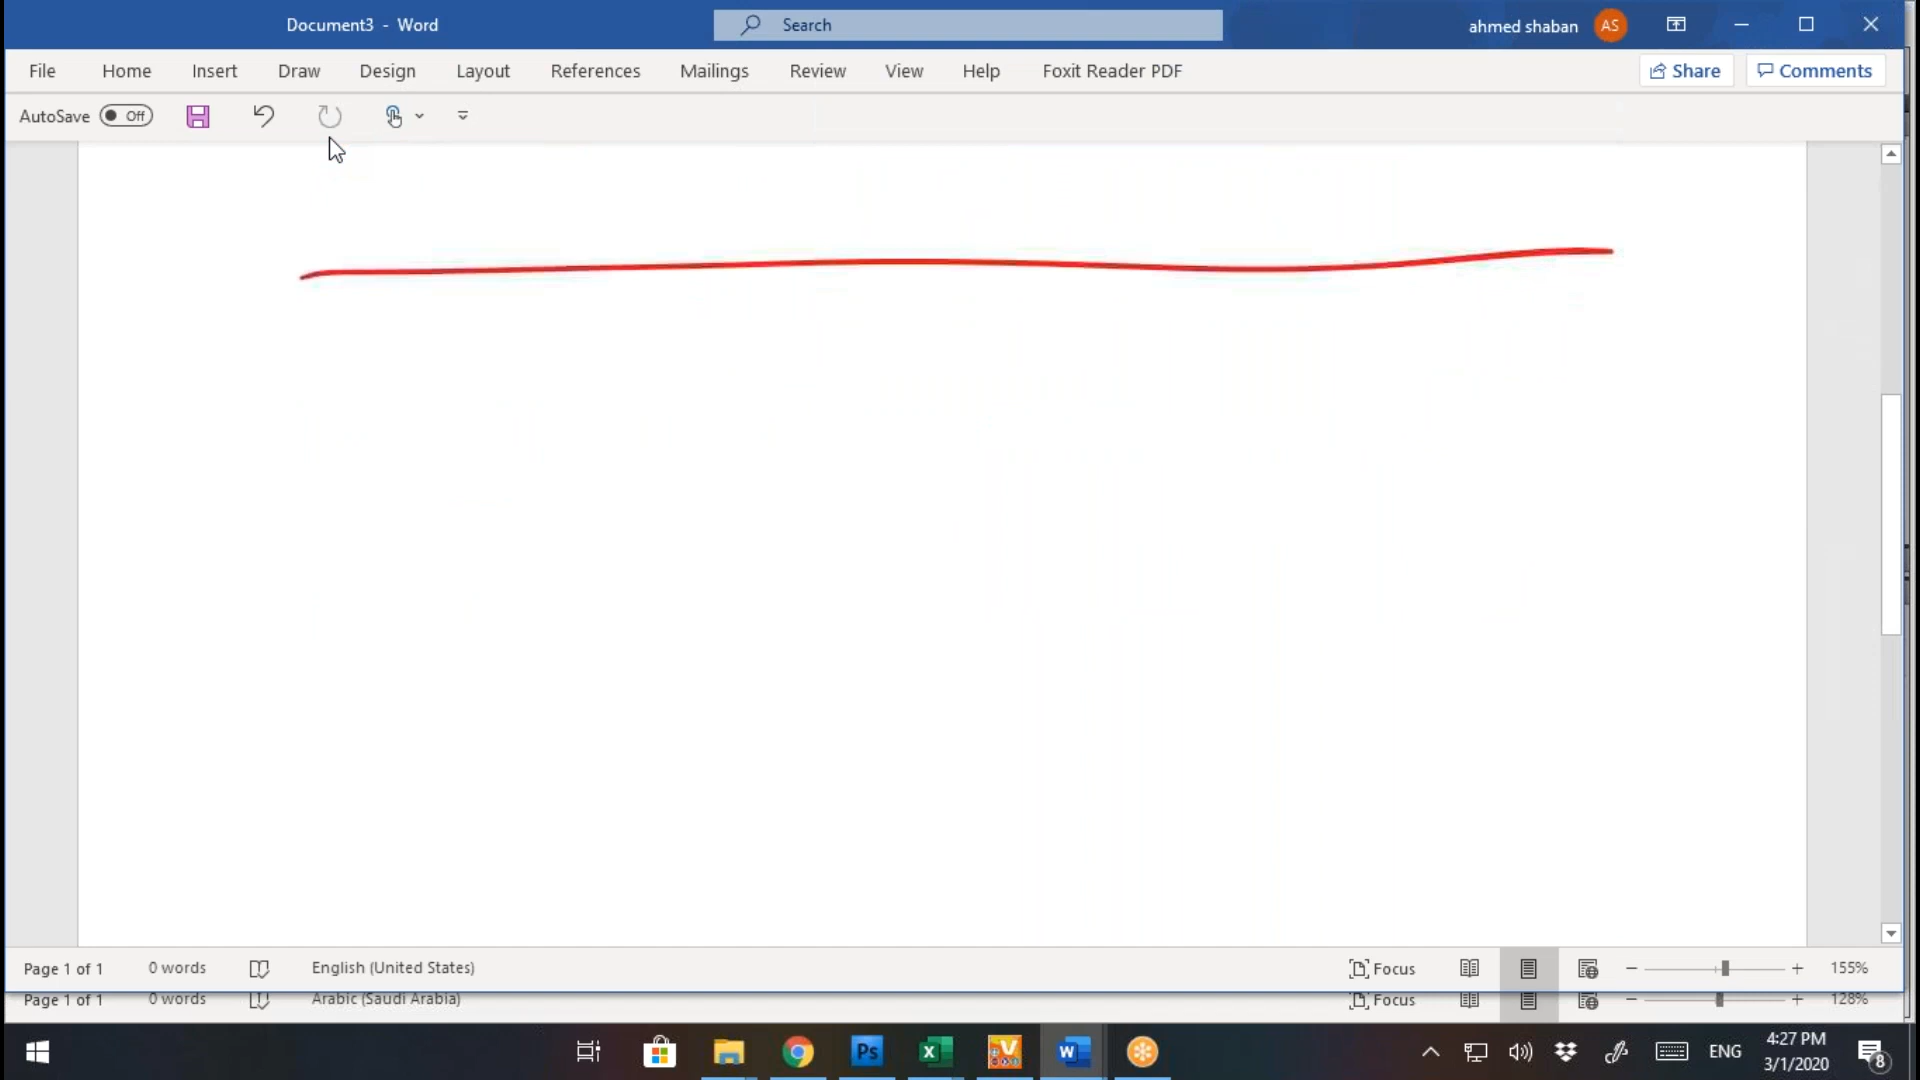 Document3 - Word
Search
ahmed shaban
AS
File Home Insert Draw Design Layout References Mailings Review View Help Foxit Reader PDF
Share
Comments
AutoSave Off
Page 1 of 1 0 words English (United States) Focus 155%
Page 1 of 1 0 words Arabic (Saudi Arabia) Focus 128%
Ps
ENG
4:27 PM
3/1/2020
8